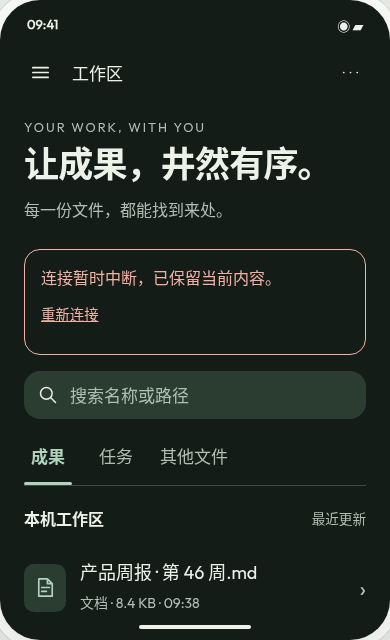 09:41
工作区
YOUR WORK, WITH YOU
让成果，井然有序。
每一份文件，都能找到来处。
连接暂时中断，已保留当前内容。
重新连接
搜索名称或路径
成果 任务 其他文件
本机工作区 最近更新
产品周报 · 第 46 周.md
文档 · 8.4 KB · 09:38